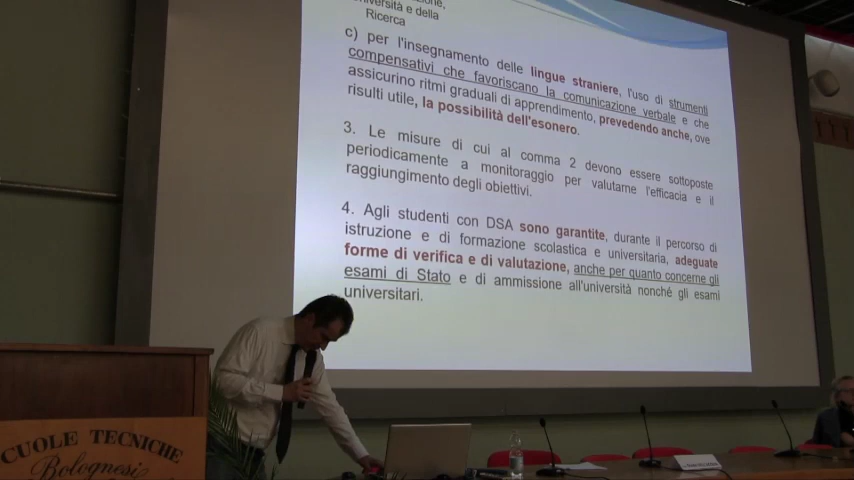 niversità e della
Ricerca
c) per l'insegnamento delle lingue straniere, l'uso di strumenti
compensativi che favoriscano la comunicazione verbale e che
assicurino ritmi graduali di apprendimento, prevedendo anche, ove
risulti utile, la possibilità dell'esonero.
3. Le misure di cui al comma 2 devono essere sottoposte
periodicamente a monitoraggio per valutarne l'efficacia e il
raggiungimento degli obiettivi.
4. Agli studenti con DSA sono garantite, durante il percorso di
istruzione e di formazione scolastica e universitaria, adeguate
forme di verifica e di valutazione, anche per quanto concerne gli
esami di Stato e di ammissione all'università nonché gli esami
universitari.
CUOLE TECNICHE
Bolognesi